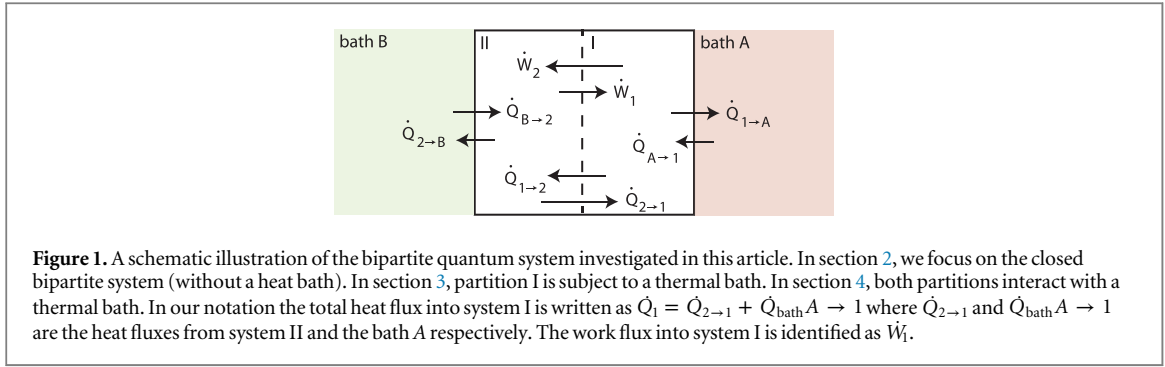 bath B
II
I
bath A
Ẇ₂
Ẇ₁
Q̇B→2
Q̇1→A
Q̇2→B
Q̇A→1
Q̇1→2
Q̇2→1
Figure 1. A schematic illustration of the bipartite quantum system investigated in this article. In section 2, we focus on the closed
bipartite system (without a heat bath). In section 3, partition I is subject to a thermal bath. In section 4, both partitions interact with a
thermal bath. In our notation the total heat flux into system I is written as Q̇₁ = Q̇₂→₁ + Q̇bath A → 1 where Q̇₂→₁ and Q̇bath A → 1
are the heat fluxes from system II and the bath A respectively. The work flux into system I is identified as Ẇ₁.